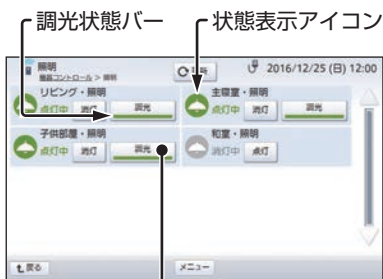 調光状態バー
状態表示アイコン
照明
機器コントロール > 照明
更新
2016/12/25 (日) 12:00
リビング・照明
点灯中 消灯 調光
主寝室・照明
点灯中 消灯 調光
子供部屋・照明
点灯中 消灯 調光
和室・照明
消灯中 点灯
戻る
メニュー